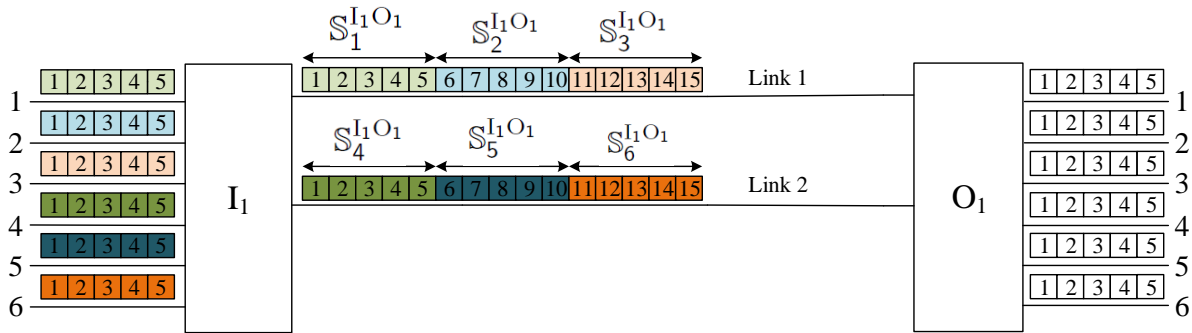 𝕊₁^{I₁O₁} 𝕊₂^{I₁O₁} 𝕊₃^{I₁O₁}
1 2 3 4 5 1 2 3 4 5 6 7 8 9 10 11 12 13 14 15 Link 1 1 2 3 4 5
1 1
1 2 3 4 5 1 2 3 4 5
2 𝕊₄^{I₁O₁} 𝕊₅^{I₁O₁} 𝕊₆^{I₁O₁} 2
1 2 3 4 5 1 2 3 4 5
3 1 2 3 4 5 6 7 8 9 10 11 12 13 14 15 Link 2 3
1 2 3 4 5 I₁ O₁ 1 2 3 4 5
4 4
1 2 3 4 5 1 2 3 4 5
5 5
1 2 3 4 5 1 2 3 4 5
6 6